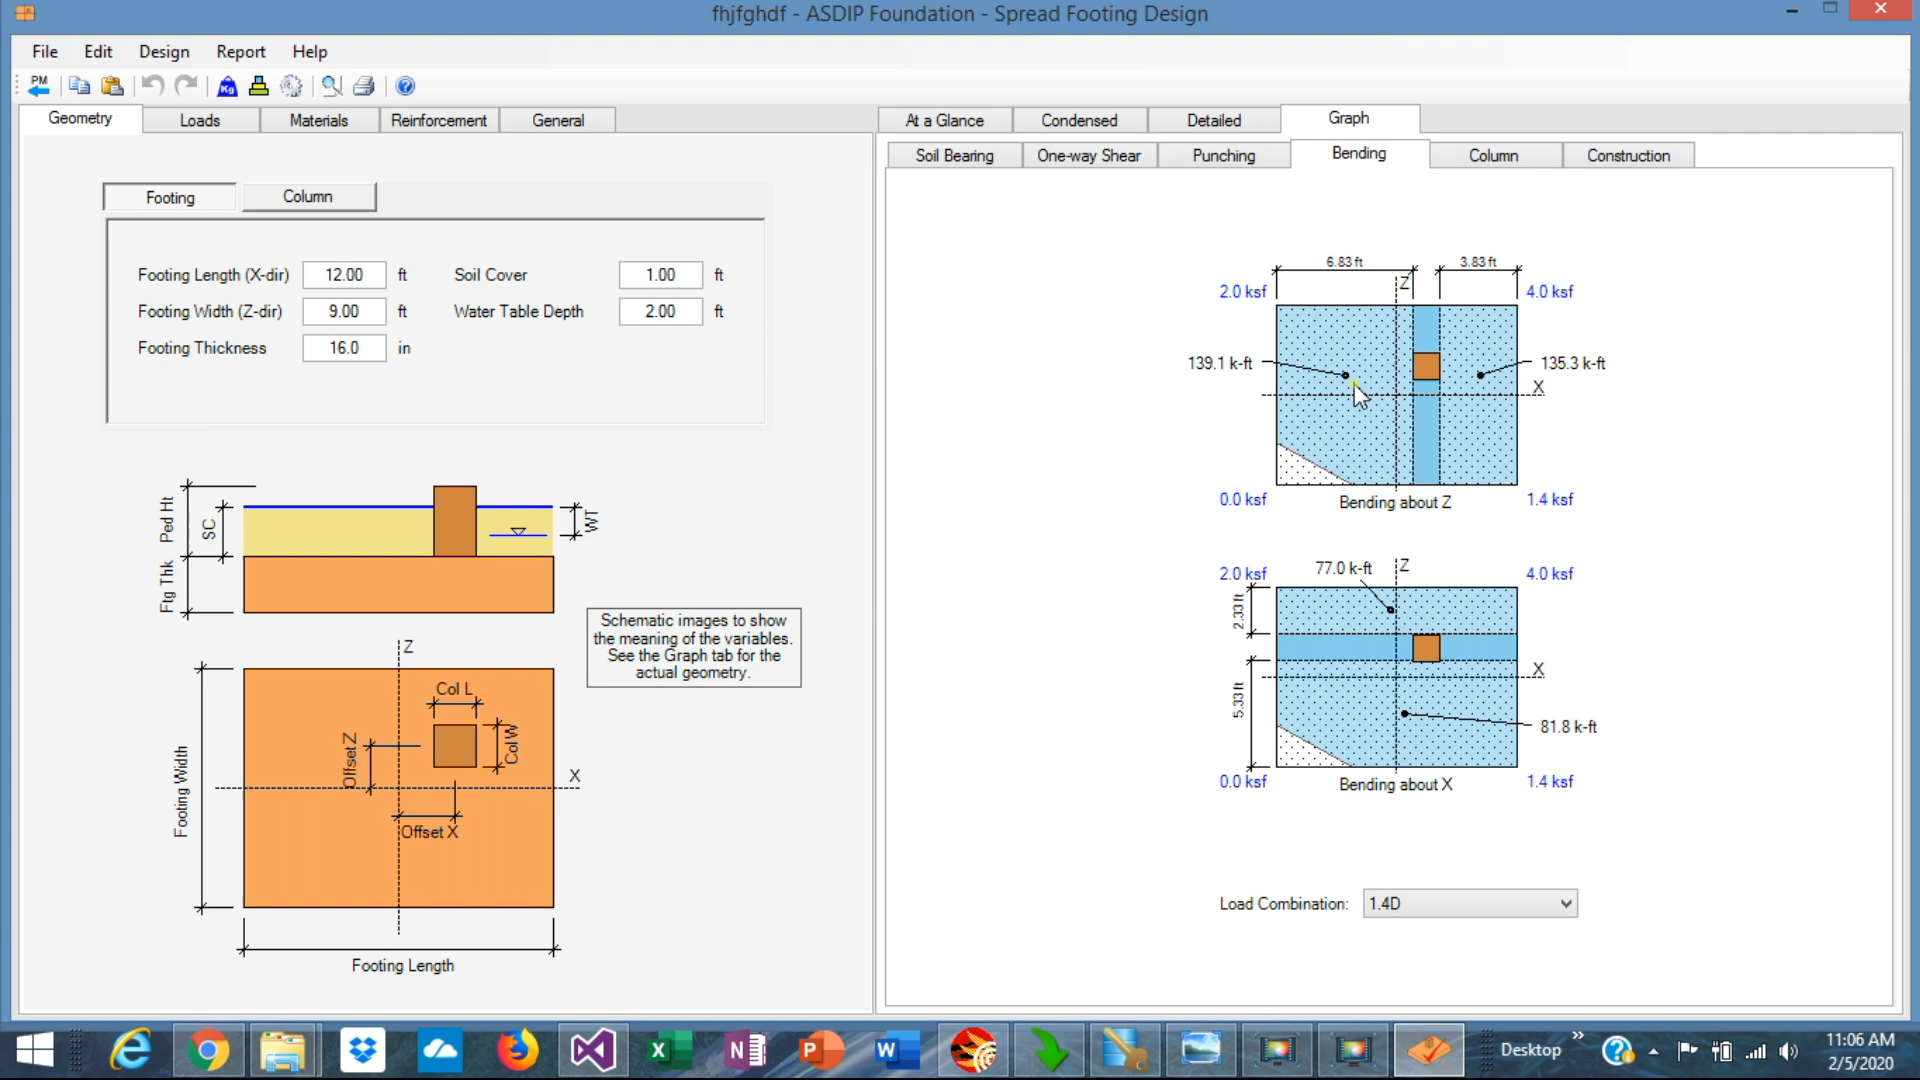 fhjfghdf - ASDIP Foundation - Spread Footing Design
File Edit Design Report Help
PM
Kg
Geometry Loads Materials Reinforcement General
At a Glance Condensed Detailed Graph
Soil Bearing One-way Shear Punching Bending Column Construction
Footing Column
Footing Length (X-dir) 12.00 ft Soil Cover 1.00 ft
Footing Width (Z-dir) 9.00 ft Water Table Depth 2.00 ft
Footing Thickness 16.0 in
Ped Ht
SC
WT
Ftg Thk
Schematic images to show
the meaning of the variables.
See the Graph tab for the
actual geometry.
Z
Col L
Col W
Offset Z
X
Offset X
Footing Width
Footing Length
6.83 ft 3.83 ft
2.0 ksf Z 4.0 ksf
139.1 k-ft 135.3 k-ft
X
0.0 ksf Bending about Z 1.4 ksf
77.0 k-ft Z
2.0 ksf 4.0 ksf
2.33 ft
X
5.33 ft
81.8 k-ft
0.0 ksf Bending about X 1.4 ksf
Load Combination: 1.4D
Desktop
11:06 AM
2/5/2020